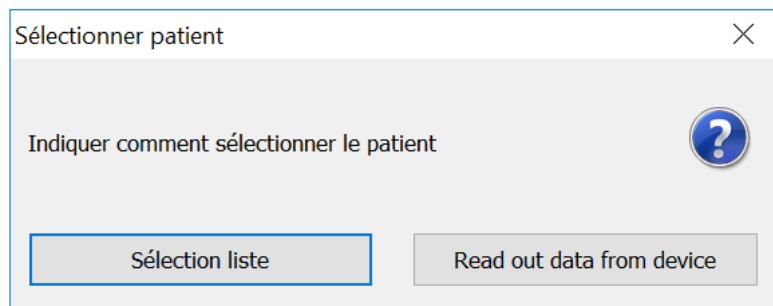 Sélectionner patient
Indiquer comment sélectionner le patient
?
Sélection liste
Read out data from device